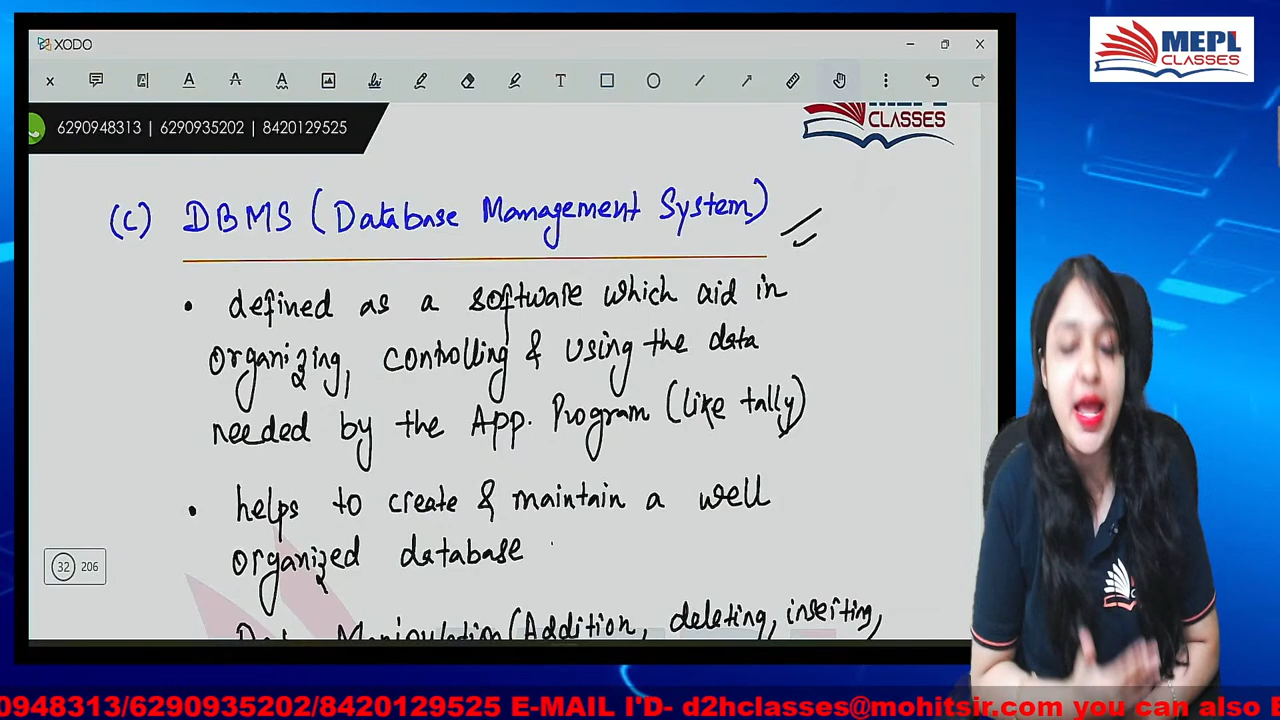 XODO
MEPL
CLASSES
6290948313 | 6290935202 | 8420129525
CLASSES
(C) DBMS (Database Management System)
• defined as a software which aid in
organizing, controlling & using the data
needed by the App. Program (like tally)
• helps to create & maintain a well
organized database
32 206
Manipulation (Addition, deleting, inserting,
0948313/6290935202/8420129525 E-MAIL I'D- d2hclasses@mohitsir.com you can also